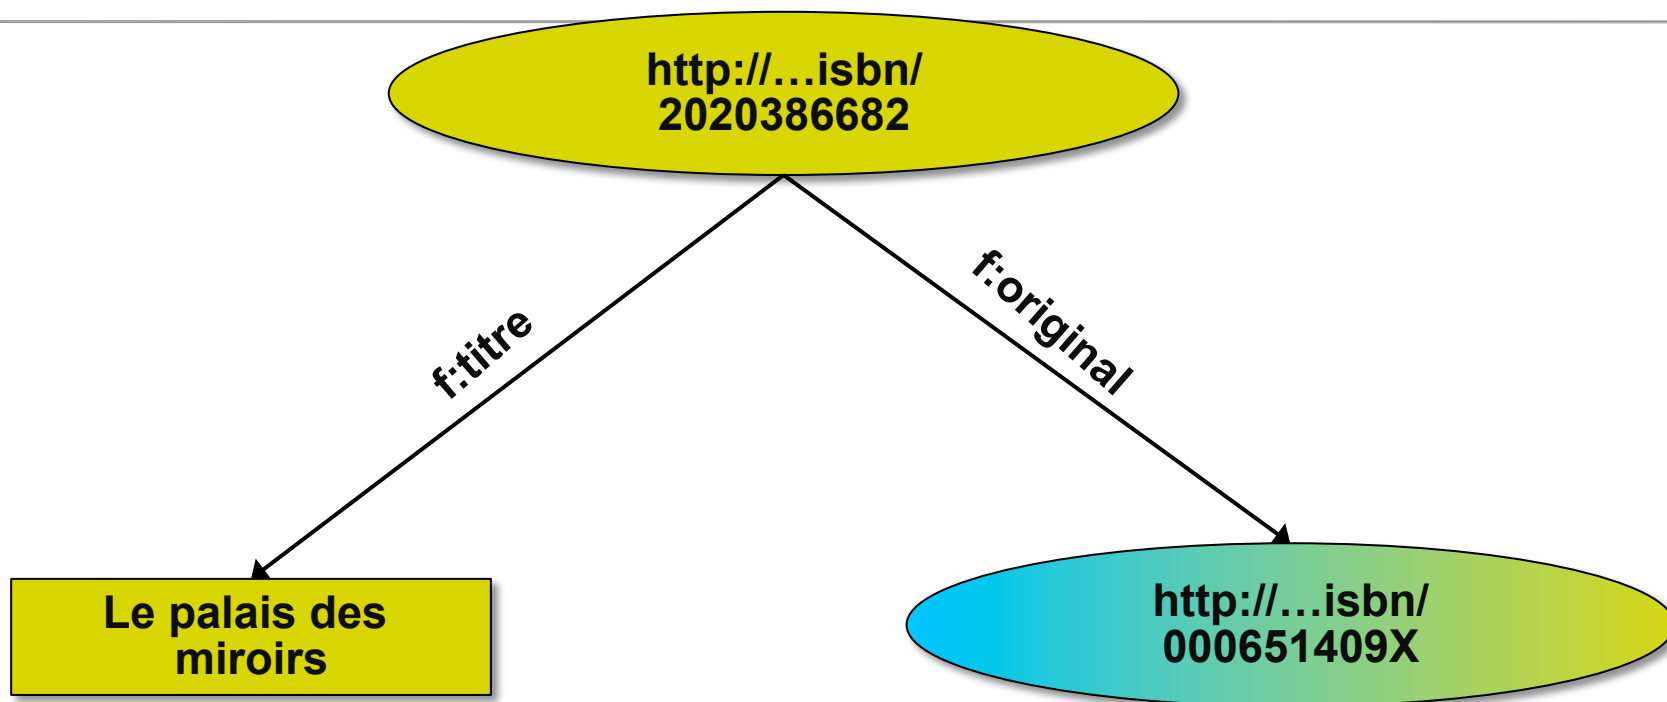 http://…isbn/
2020386682
f:titre
f:original
Le palais des
miroirs
http://…isbn/
000651409X